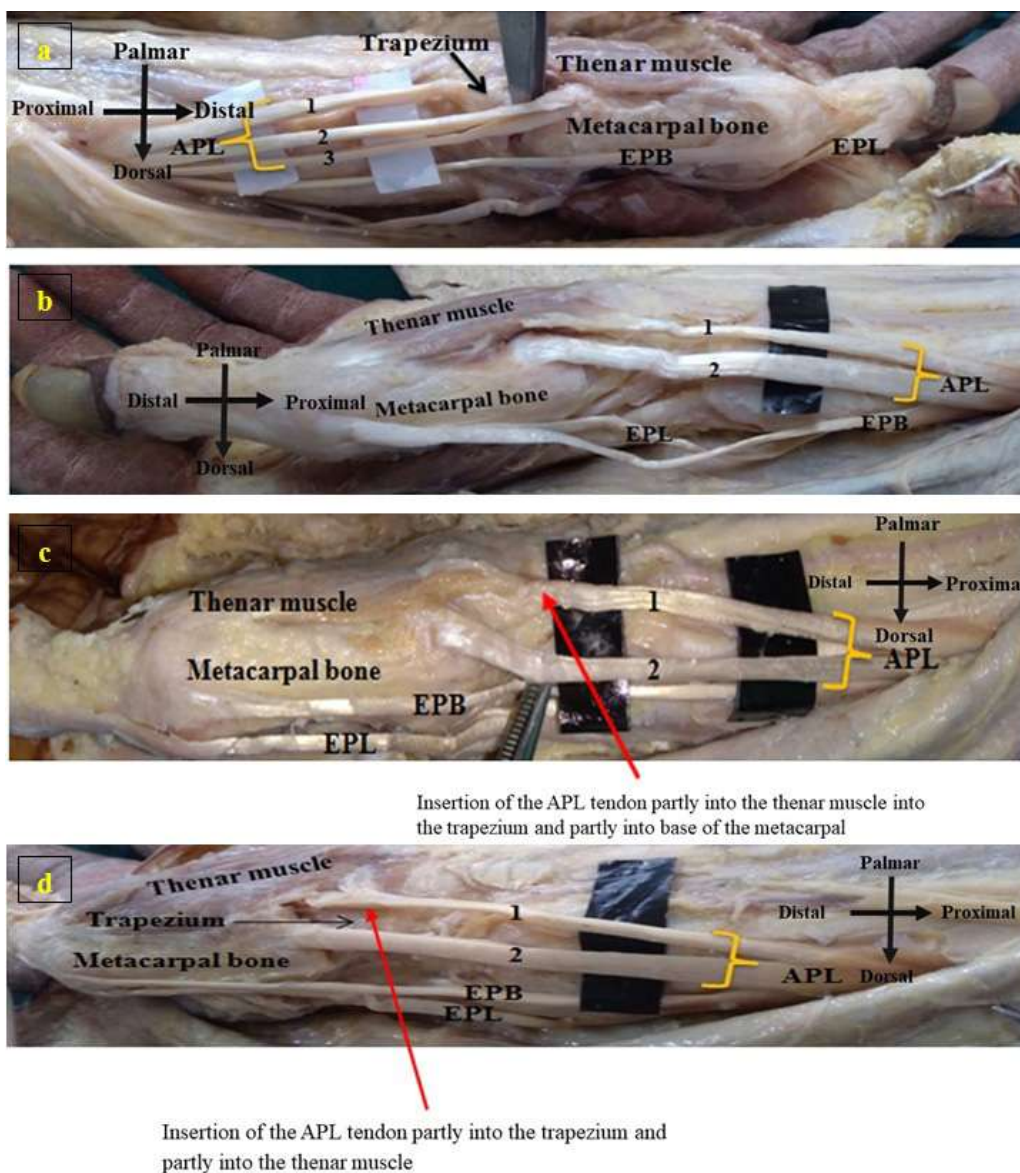 a
Palmar
Trapezium
Thenar muscle
Proximal
Distal
1
APL
2
3
Dorsal
Metacarpal bone
EPB
EPL
b
Thenar muscle
Palmar
1
2
APL
Distal
Proximal
Metacarpal bone
EPL
EPB
Dorsal
c
Palmar
Distal
Proximal
Thenar muscle
1
Dorsal
APL
Metacarpal bone
2
EPB
EPL
Insertion of the APL tendon partly into the thenar muscle into
the trapezium and partly into base of the metacarpal
d
Thenar muscle
Palmar
Trapezium
1
Distal
Proximal
Metacarpal bone
2
APL
Dorsal
EPB
EPL
Insertion of the APL tendon partly into the trapezium and
partly into the thenar muscle